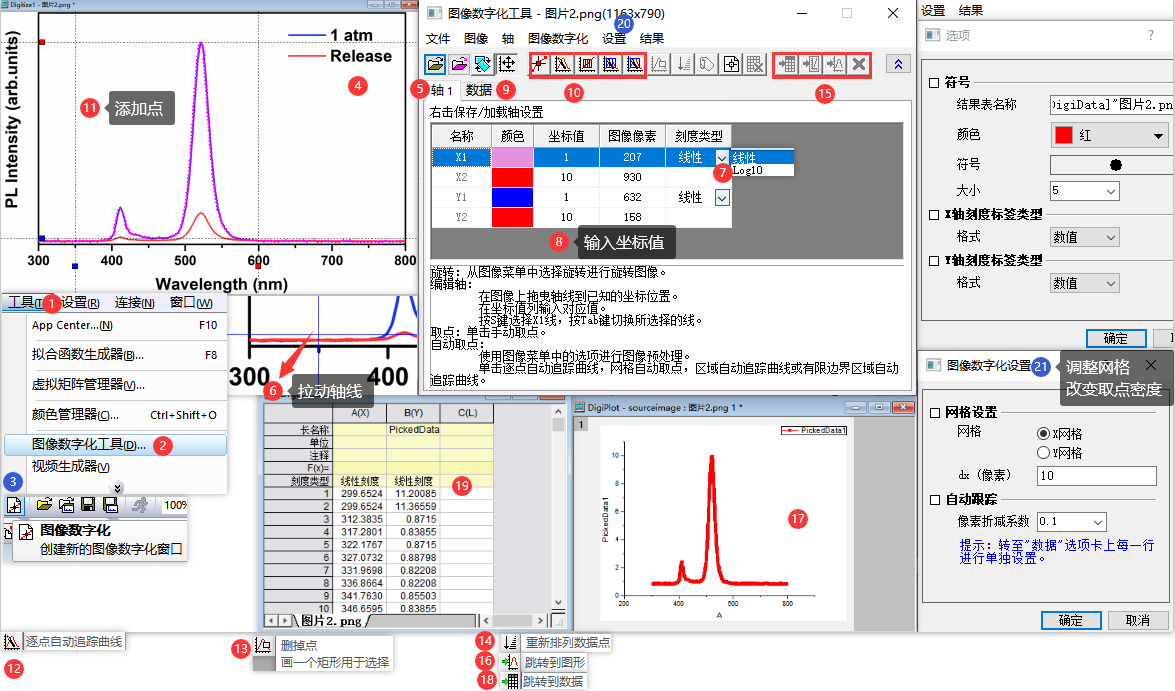 Digitize1 - 图片2.png *
PL Intensity (arb.units)
1 atm
Release
4
11 添加点
300 400 500 600 700 800
Wavelength (nm)
图像数字化工具 - 图片2.png(1163x790)
20
文件 图像 轴 图像数字化 设置 结果
5 轴 1 数据 9
10
15
右击保存/加载轴设置
名称 颜色 坐标值 图像像素 刻度类型
X1 1 207 线性 线性
Log10
7
X2 10 930
Y1 1 632 线性
Y2 10 158
8 输入坐标值
旋转: 从图像菜单中选择旋转进行旋转图像。
编辑轴:
在图像上拖曳轴线到已知的坐标位置。
在坐标值列输入对应值。
按S键选择X1线, 按Tab键切换所选择的线。
取点: 单击手动取点。
自动取点:
使用图像菜单中的选项进行图像预处理。
单击逐点自动追踪曲线, 网格自动取点, 区域自动追踪曲线或有限边界区域自动
追踪曲线。
设置 结果
选项
?
符号
结果表名称 DigiData]"图片2.pn
颜色 红
符号
大小 5
X轴刻度标签类型
格式 数值
Y轴刻度标签类型
格式 数值
确定
工具(T) 1 设置(R) 连接(N) 窗口(W)
App Center...(N) F10
拟合函数生成器(B)... F8
虚拟矩阵管理器(V)...
颜色管理器(C)... Ctrl+Shift+O
图像数字化工具(D)... 2
视频生成器(V)
3
100%
图像数字化
创建新的图像数字化窗口
300 400
6 拉动轴线
A(X) B(Y) C(L)
长名称 PickedData
单位
注释
F(x)=
刻度类型 线性刻度 线性刻度
19
1 299.6524 11.20085
2 299.6524 11.36559
3 312.3835 0.8715
4 317.2801 0.83855
5 322.1767 0.8715
6 327.0732 0.88798
7 331.9698 0.82208
8 336.8664 0.82208
9 341.7630 0.85503
10 346.6595 0.83855
图片2. png
DigiPlot - sourceimage : 图片2.png 1 *
1
PickedData1
PickedData1
10
8
6
4
2
0
200 400 600 800
A
17
图像数字化设置 21
调整网格
改变取点密度
网格设置
网格 X网格
Y网格
dx (像素) 10
自动跟踪
像素折减系数 0.1
提示: 转至"数据"选项卡上每一行
进行单独设置。
确定 取消
逐点自动追踪曲线
12
13 删掉点
画一个矩形用于选择
14 重新排列数据点
16 跳转到图形
18 跳转到数据